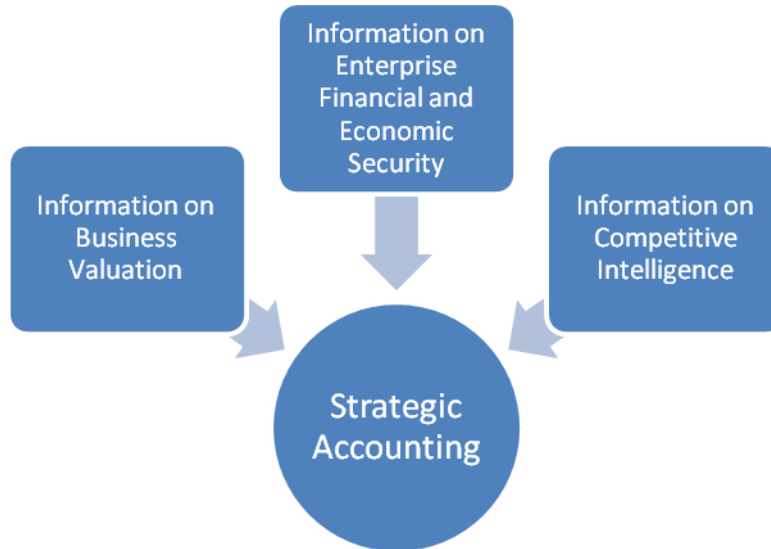 Information on
Enterprise
Financial and
Economic
Security
Information on
Business
Valuation
Information on
Competitive
Intelligence
Strategic
Accounting